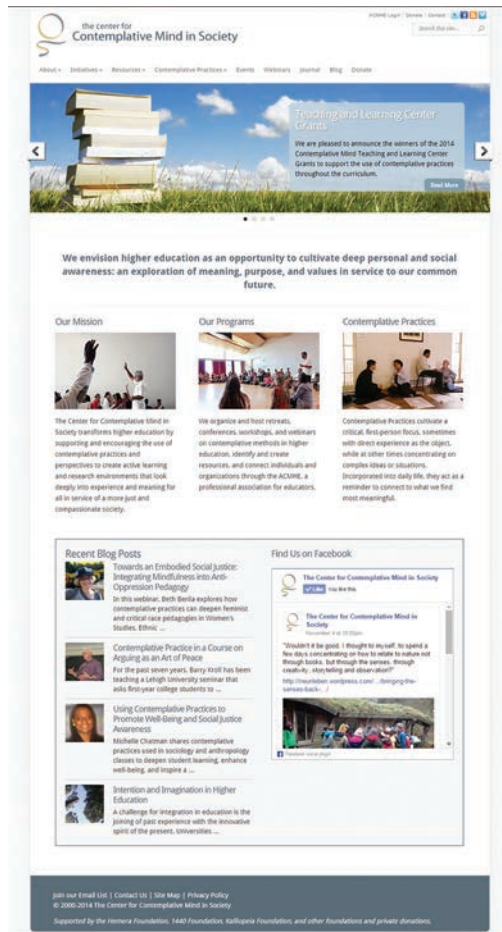 ACMHE Login | Donate | Contact
the center for
Contemplative Mind in Society
Search this site...
About Initiatives Resources Contemplative Practices Events Webinars Journal Blog Donate
Teaching and Learning Center
Grants
We are pleased to announce the winners of the 2014
Contemplative Mind Teaching and Learning Center
Grants to support the use of contemplative practices
throughout the curriculum.
Read More
We envision higher education as an opportunity to cultivate deep personal and social
awareness: an exploration of meaning, purpose, and values in service to our common
future.
Our Mission
The Center for Contemplative Mind in
Society transforms higher education by
supporting and encouraging the use of
contemplative practices and
perspectives to create active learning
and research environments that look
deeply into experience and meaning for
all in service of a more just and
compassionate society.
Our Programs
We organize and host retreats,
conferences, workshops, and webinars
on contemplative methods in higher
education, identify and create
resources, and connect individuals and
organizations through the ACMHE, a
professional association for educators.
Contemplative Practices
Contemplative Practices cultivate a
critical, first-person focus, sometimes
with direct experience as the object,
while at other times concentrating on
complex ideas or situations.
Incorporated into daily life, they act as a
reminder to connect to what we find
most meaningful.
Recent Blog Posts
Towards an Embodied Social Justice:
Integrating Mindfulness into Anti-
Oppression Pedagogy
In this webinar, Beth Berila explores how
contemplative practices can deepen feminist
and critical race pedagogies in Women's
Studies, Ethnic ...
Contemplative Practice in a Course on
Arguing as an Art of Peace
For the past seven years, Barry Kroll has been
teaching a Lehigh University seminar that
asks first-year college students to ...
Using Contemplative Practices to
Promote Well-Being and Social Justice
Awareness
Michelle Chatman shares contemplative
practices used in sociology and anthropology
classes to deepen student learning, enhance
well-being, and inspire a ...
Intention and Imagination in Higher
Education
A challenge for integration in education is the
joining of past experience with the innovative
spirit of the present. Universities ...
Find Us on Facebook
The Center for Contemplative Mind in Society
Like You like this.
The Center for Contemplative Mind in
Society
November 4 at
"Wouldn't it be good, I thought to myself, to spend a
few days concentrating on how to relate to nature not
through books, but through the senses, through
creativity, storytelling and observation?"
Facebook social plugin
Join our Email List | Contact Us | Site Map | Privacy Policy
© 2000-2014 The Center for Contemplative Mind in Society
Supported by the Hemera Foundation, 1440 Foundation, Kalliopeia Foundation, and other foundations and private donations.